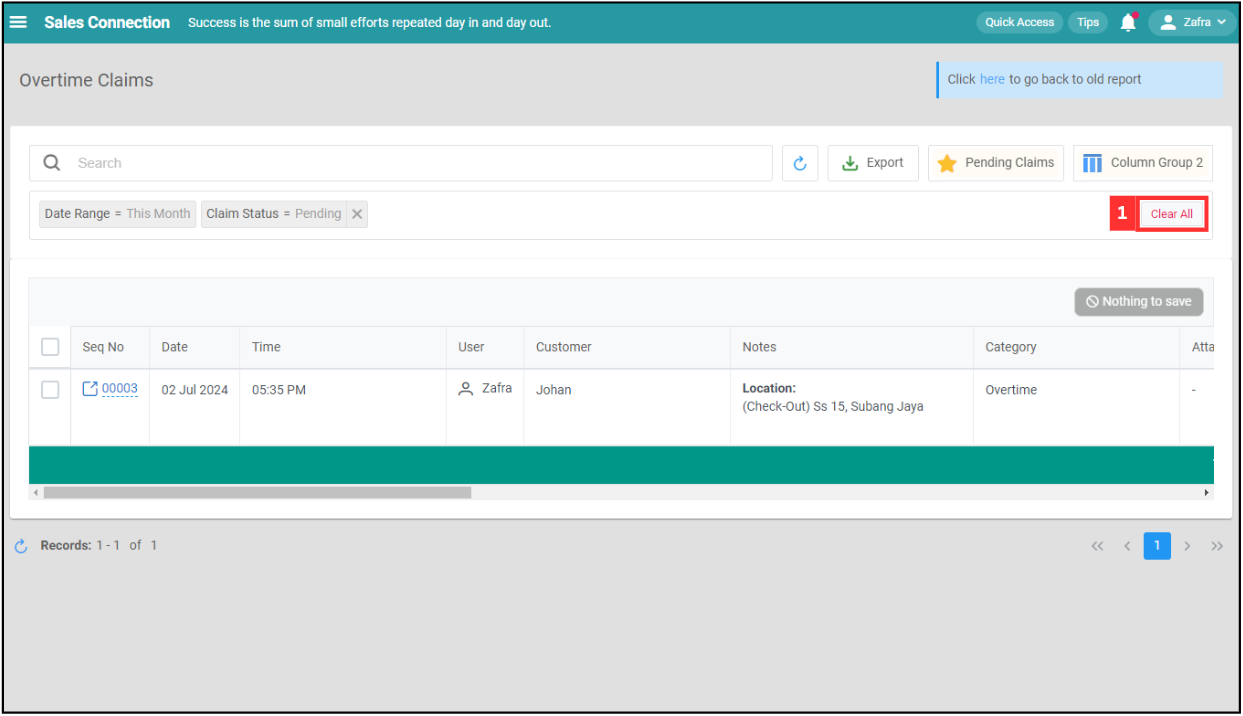 Sales Connection Success is the sum of small efforts repeated day in and day out. Quick Access Tips Zafra
Overtime Claims Click here to go back to old report
Search Export Pending Claims Column Group 2
Date Range = This Month Claim Status = Pending 1 Clear All
Nothing to save
Seq No Date Time User Customer Notes Category Atta
00003 02 Jul 2024 05:35 PM Zafra Johan Location: Overtime -
(Check-Out) Ss 15, Subang Jaya
Records: 1 - 1 of 1 << < 1 > >>